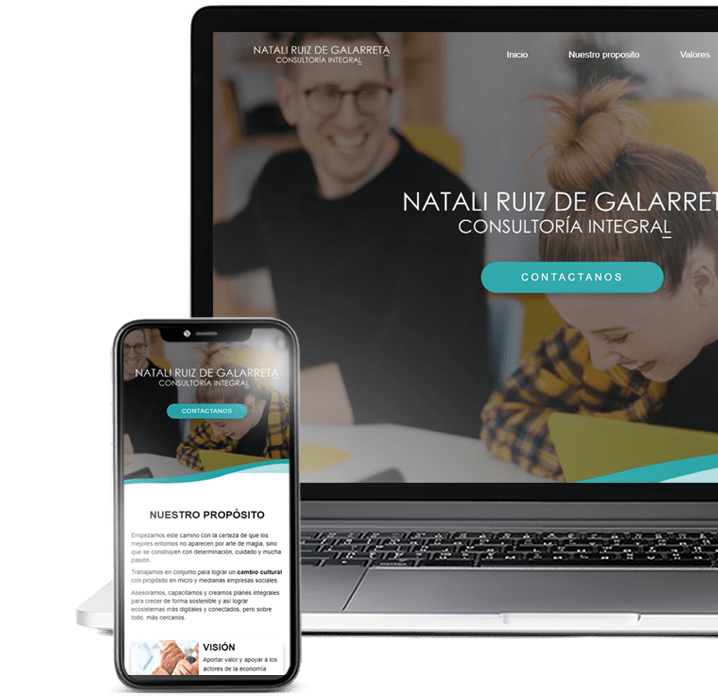 NATALI RUIZ DE GALARRETA
CONSULTORÍA INTEGRAL
Inicio
Nuestro proposito
Valores
NATALI RUIZ DE GALARRET
CONSULTORÍA INTEGRAL
CONTACTANOS
NATALI RUIZ DE GALARRETA
CONSULTORÍA INTEGRAL
CONTACTANOS
NUESTRO PROPÓSITO
Empezamos este camino con la certeza de que los
mejores entornos no aparecen por arte de magia, sino
que se construyen con determinación, cuidado y mucha
pasión.
Trabajamos en conjunto para lograr un cambio cultural
con propósito en micro y medianas empresas sociales.
Asesoramos, capacitamos y creamos planes integrales
para crecer de forma sostenible y así lograr
ecosistemas más digitales y conectados, pero sobre
todo, más cercanos.
VISIÓN
Aportar valor y apoyar a los
actores de la economía